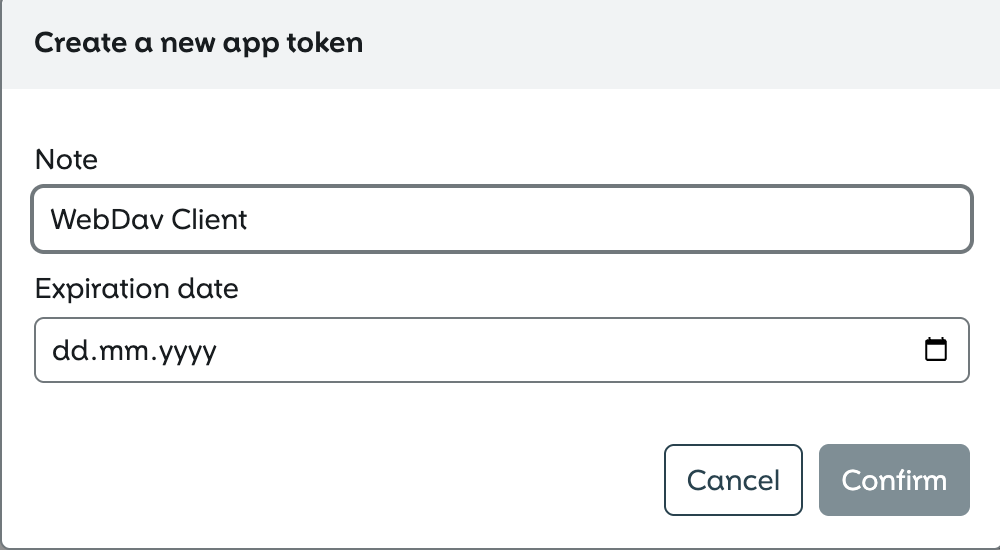 Create a new app token
Note
WebDav Client
Expiration date
dd.mm.yyyy
Cancel Confirm